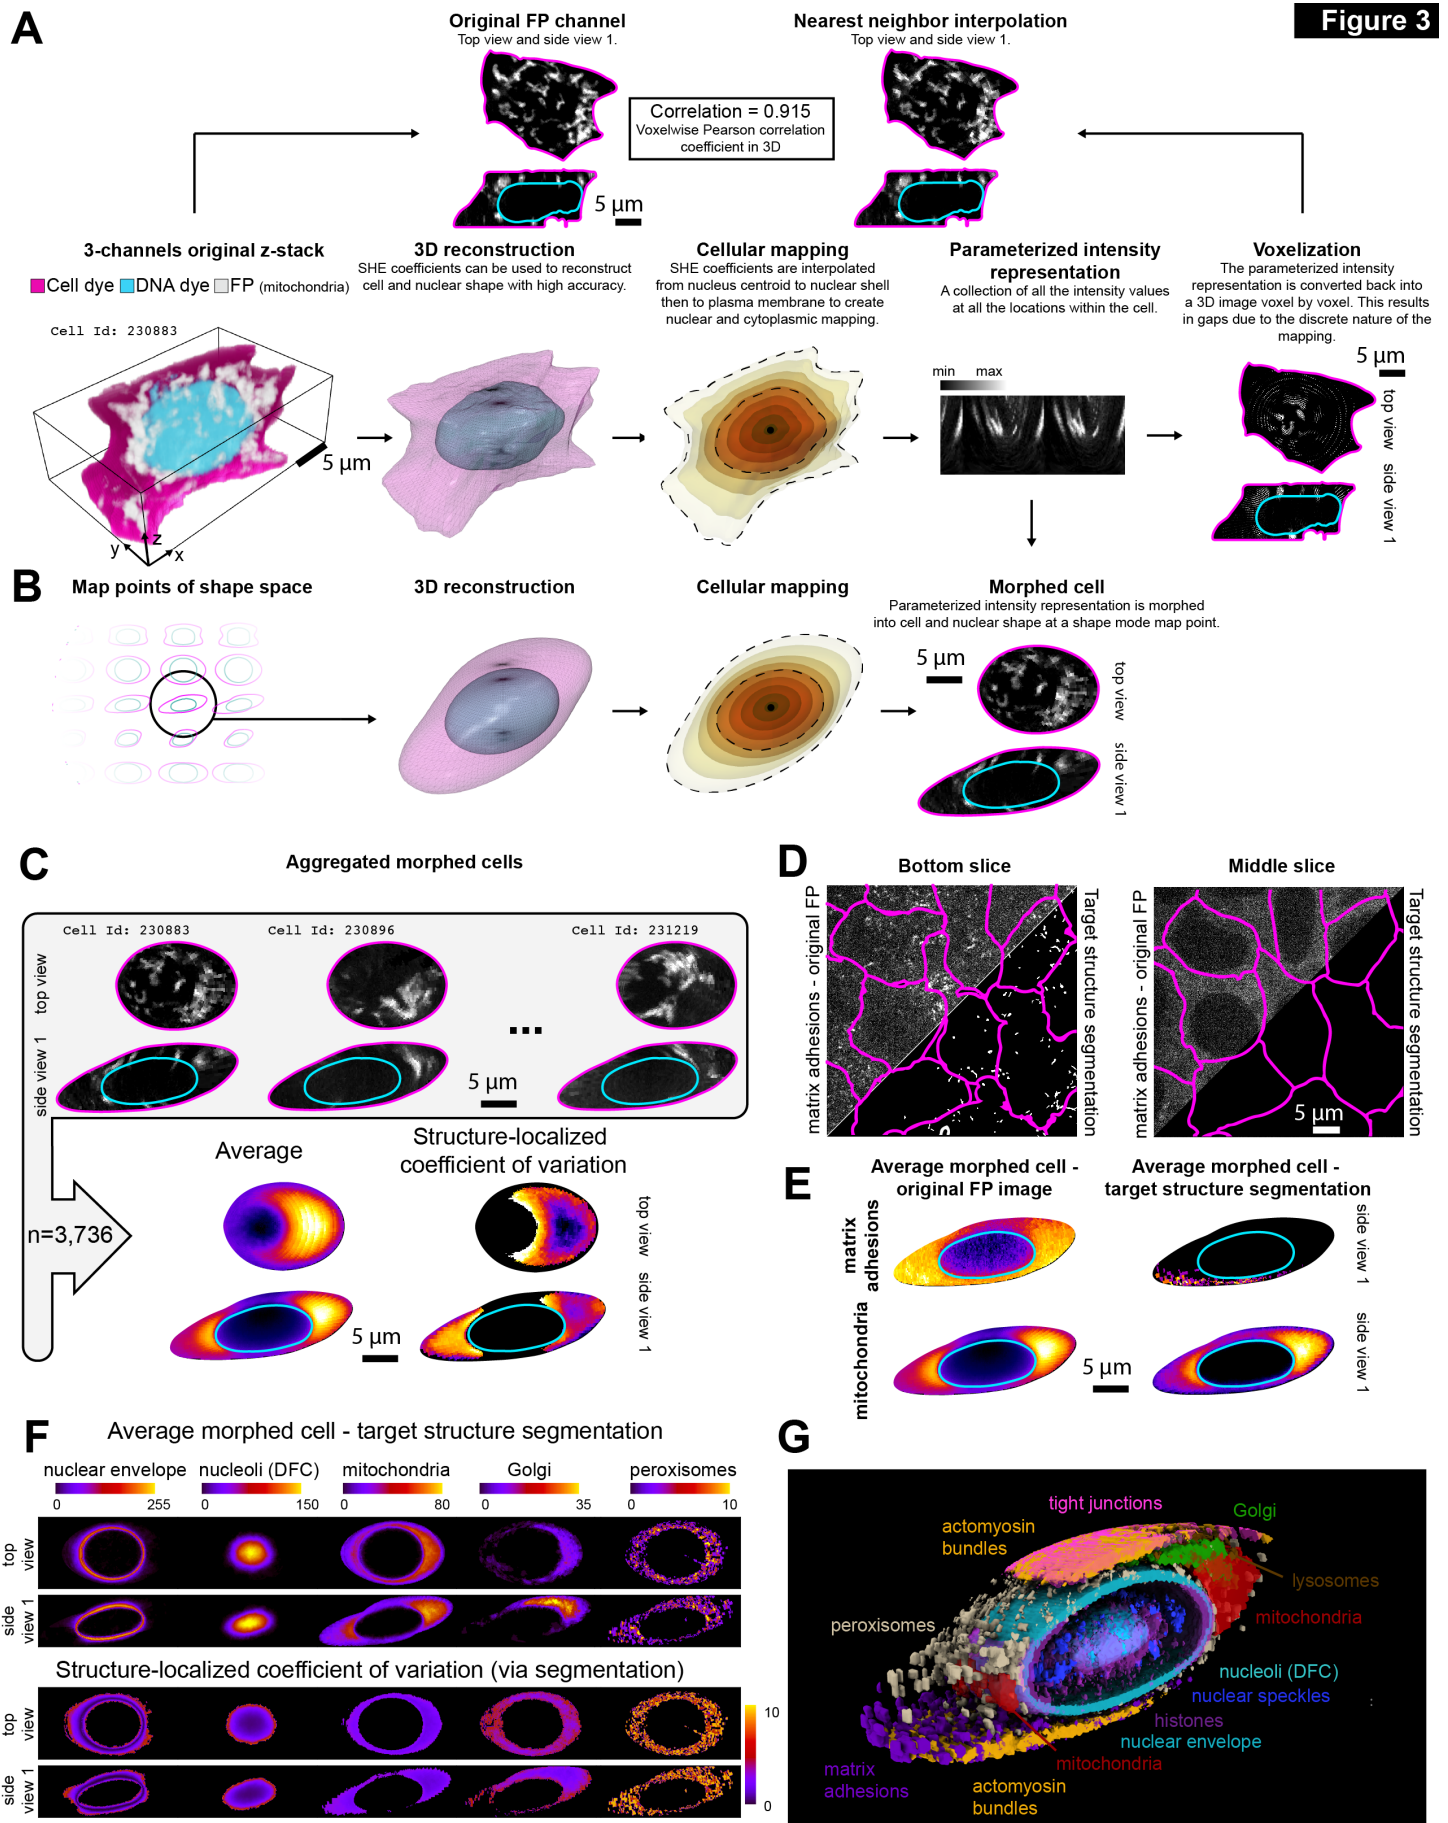 Figure 3
A
Original FP channel
Top view and side view 1.
Nearest neighbor interpolation
Top view and side view 1.
Correlation = 0.915
Voxelwise Pearson correlation
coefficient in 3D
5 µm
3-channels original z-stack
Cell dye DNA dye FP (mitochondria)
Cell Id: 230883
5 µm
y z x
3D reconstruction
SHE coefficients can be used to reconstruct
cell and nuclear shape with high accuracy.
Cellular mapping
SHE coefficients are interpolated
from nucleus centroid to nuclear shell
then to plasma membrane to create
nuclear and cytoplasmic mapping.
Parameterized intensity
representation
A collection of all the intensity values
at all the locations within the cell.
min max
Voxelization
The parameterized intensity
representation is converted back into
a 3D image voxel by voxel. This results
in gaps due to the discrete nature of the
mapping.
5 µm
top view
side view 1
B
Map points of shape space
3D reconstruction
Cellular mapping
Morphed cell
Parameterized intensity representation is morphed
into cell and nuclear shape at a shape mode map point.
5 µm
top view
side view 1
C
Aggregated morphed cells
Cell Id: 230883
Cell Id: 230896
Cell Id: 231219
top view
side view 1
...
5 µm
n=3,736
Average
Structure-localized
coefficient of variation
top view
side view 1
5 µm
D
Bottom slice
Middle slice
matrix adhesions - original FP
Target structure segmentation
matrix adhesions - original FP
Target structure segmentation
5 µm
E
Average morphed cell -
original FP image
Average morphed cell -
target structure segmentation
matrix
adhesions
side view 1
mitochondria
side view 1
5 µm
F
Average morphed cell - target structure segmentation
nuclear envelope nucleoli (DFC) mitochondria Golgi peroxisomes
0 255 0 150 0 80 0 35 0 10
top
view
side
view 1
Structure-localized coefficient of variation (via segmentation)
top
view
side
view 1
10
0
G
tight junctions
Golgi
actomyosin
bundles
lysosomes
mitochondria
peroxisomes
nucleoli (DFC)
nuclear speckles
histones
nuclear envelope
mitochondria
matrix
adhesions
actomyosin
bundles